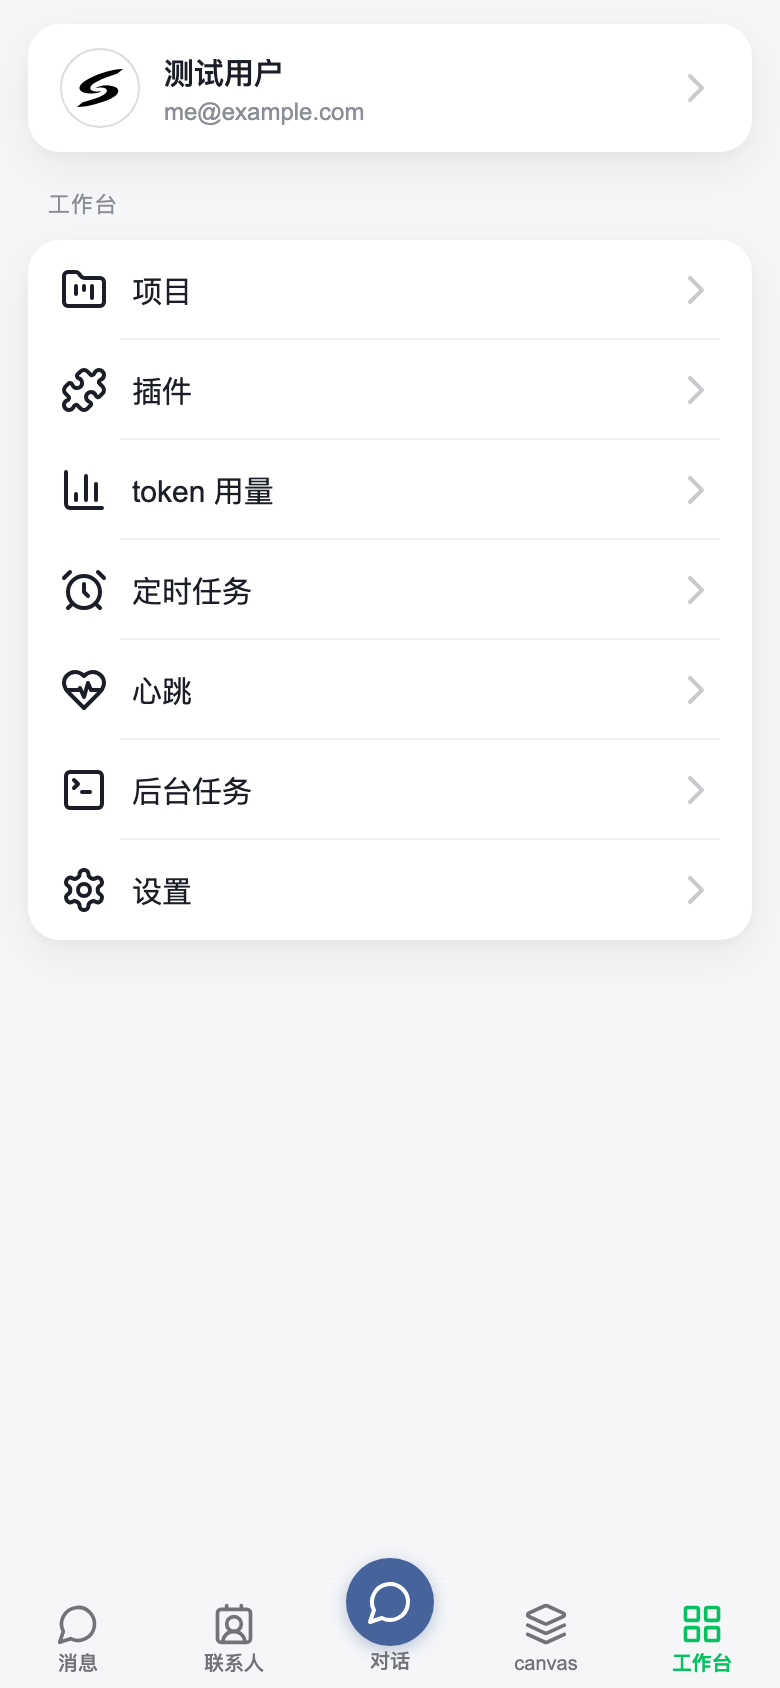 测试用户
me@example.com
工作台
项目
插件
token 用量
定时任务
心跳
后台任务
设置
消息
联系人
对话
canvas
工作台